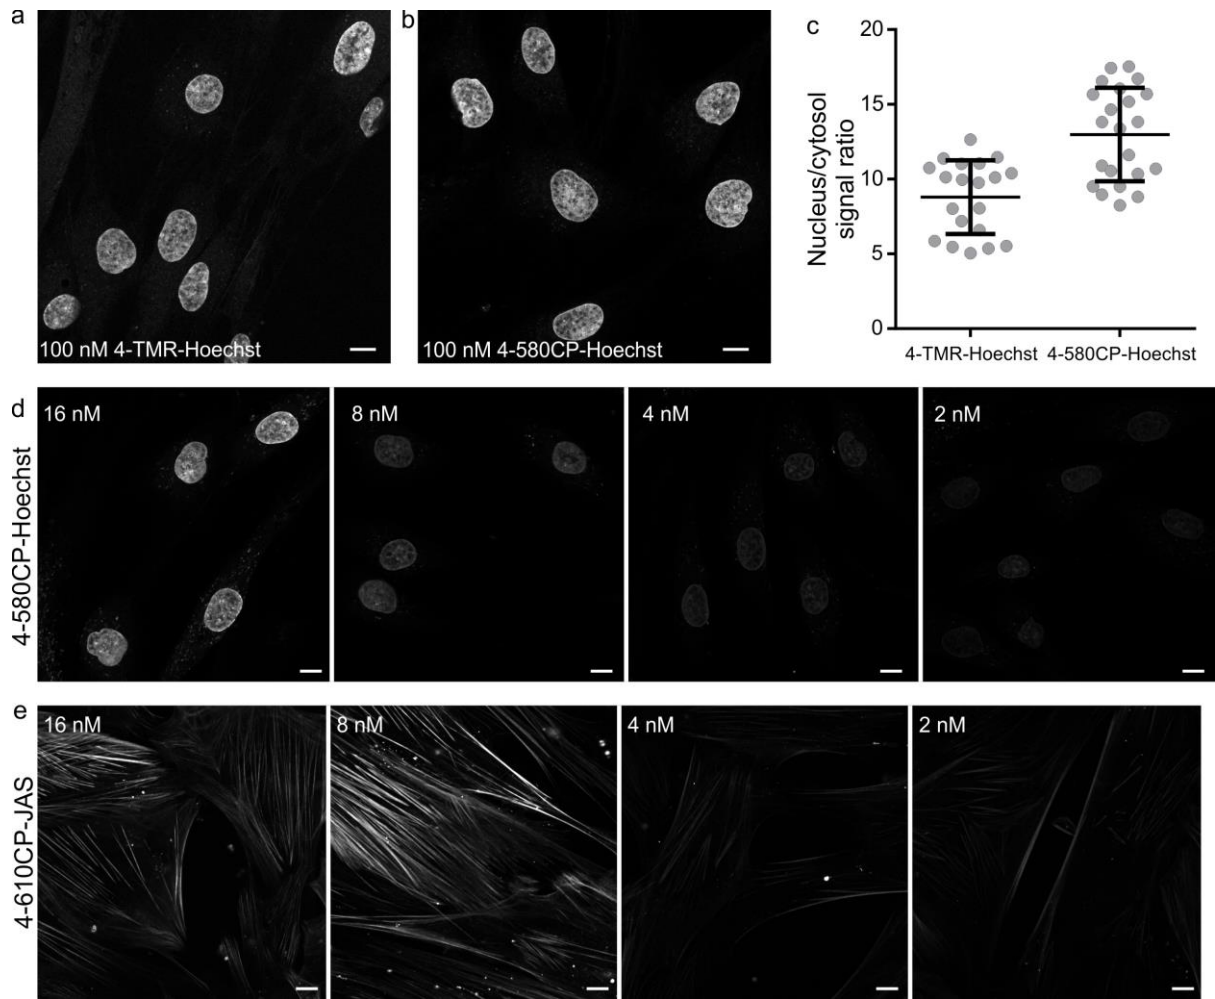 a
100 nM 4-TMR-Hoechst
b
100 nM 4-580CP-Hoechst
c
Nucleus/cytosol
signal ratio
20
15
10
5
0
4-TMR-Hoechst 4-580CP-Hoechst
d
4-580CP-Hoechst
16 nM
8 nM
4 nM
2 nM
e
4-610CP-JAS
16 nM
8 nM
4 nM
2 nM